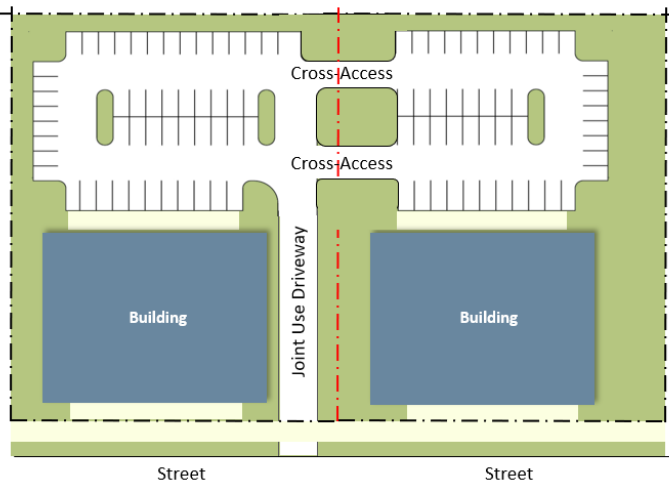 Cross-Access
Cross-Access
Joint Use Driveway
Building
Building
Street
Street